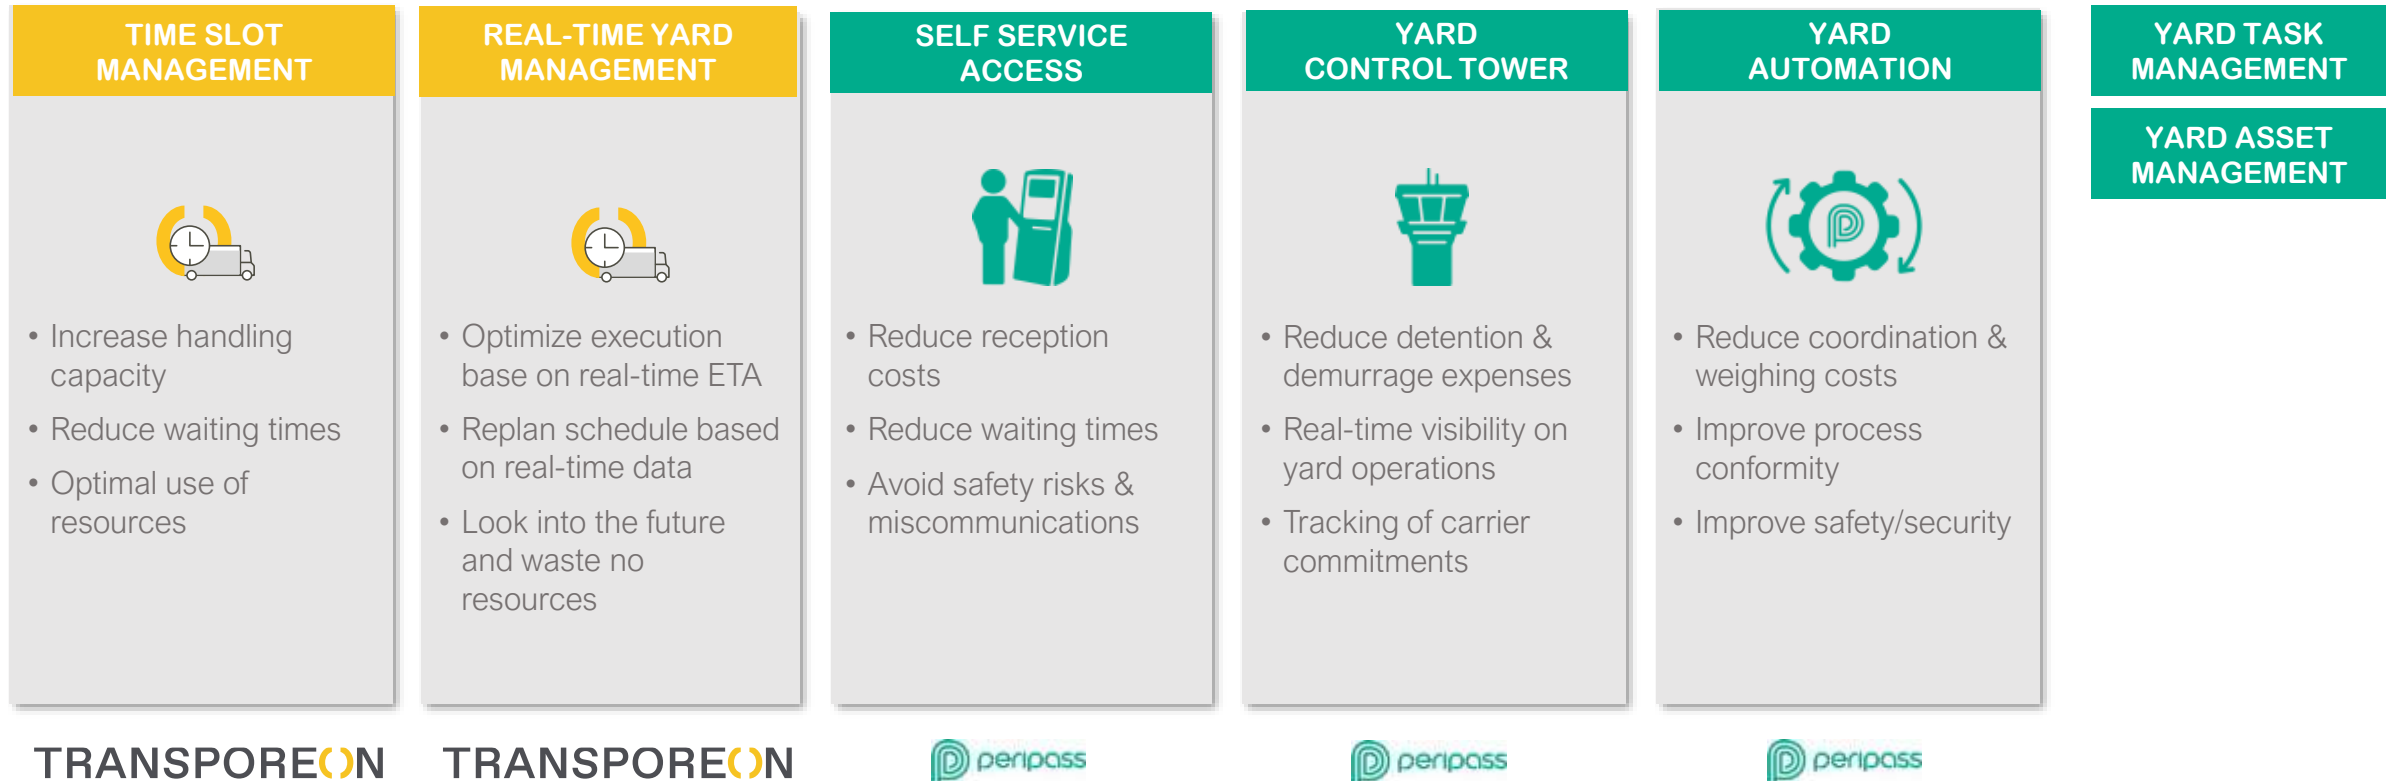 TIME SLOT
MANAGEMENT
• Increase handling
capacity
• Reduce waiting times
• Optimal use of
resources
TRANSPOREON
REAL-TIME YARD
MANAGEMENT
• Optimize execution
base on real-time ETA
• Replan schedule based
on real-time data
• Look into the future
and waste no
resources
TRANSPOREON
SELF SERVICE
ACCESS
• Reduce reception
costs
• Reduce waiting times
• Avoid safety risks &
miscommunications
peripass
YARD
CONTROL TOWER
• Reduce detention &
demurrage expenses
• Real-time visibility on
yard operations
• Tracking of carrier
commitments
peripass
YARD
AUTOMATION
• Reduce coordination &
weighing costs
• Improve process
conformity
• Improve safety/security
peripass
YARD TASK
MANAGEMENT
YARD ASSET
MANAGEMENT